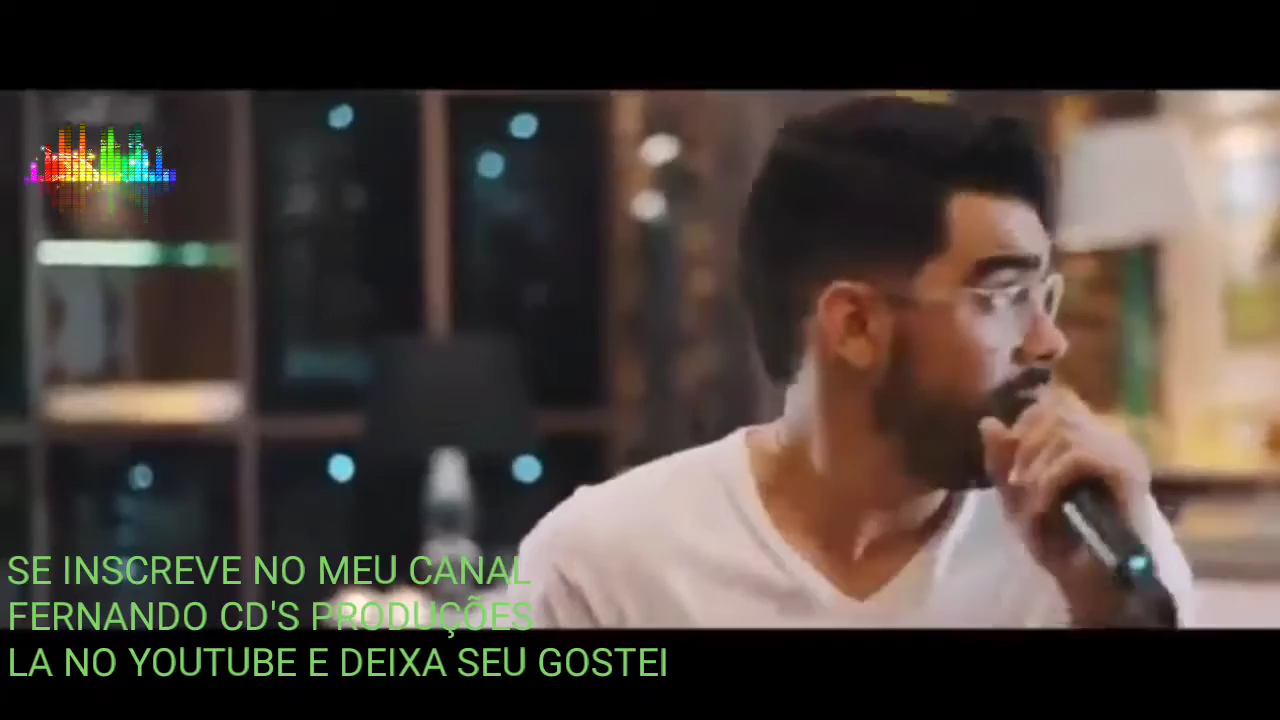 SE INSCREVE NO MEU CANAL
FERNANDO CD'S PRODUÇÕES
LA NO YOUTUBE E DEIXA SEU GOSTEI